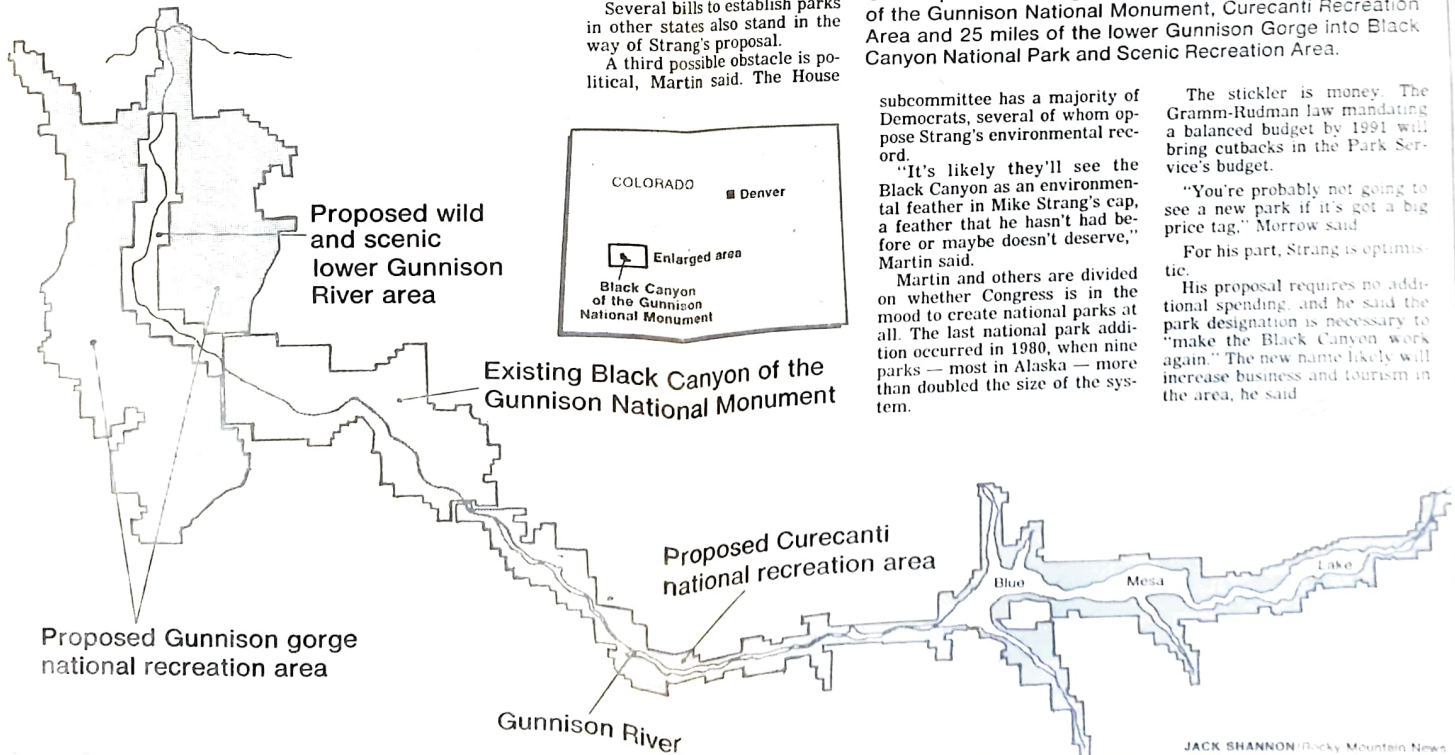 Several bills to establish parks
in other states also stand in the
way of Strang's proposal.
A third possible obstacle is po-
litical, Martin said. The House
of the Gunnison National Monument, Curecanti Recreation
Area and 25 miles of the lower Gunnison Gorge into Black
Canyon National Park and Scenic Recreation Area.
subcommittee has a majority of
Democrats, several of whom op-
pose Strang's environmental rec-
ord.
"It's likely they'll see the
Black Canyon as an environmen-
tal feather in Mike Strang's cap,
a feather that he hasn't had be-
fore or maybe doesn't deserve,"
Martin said.
Martin and others are divided
on whether Congress is in the
mood to create national parks at
all. The last national park addi-
tion occurred in 1980, when nine
parks — most in Alaska — more
than doubled the size of the sys-
tem.
The stickler is money. The
Gramm-Rudman law mandating
a balanced budget by 1991 will
bring cutbacks in the Park Ser-
vice's budget.
"You're probably not going to
see a new park if it's got a big
price tag," Morrow said
For his part, Strang is optimis-
tic.
His proposal requires no addi-
tional spending, and he said the
park designation is necessary to
"make the Black Canyon work
again." The new name likely will
increase business and tourism in
the area, he said
COLORADO
Denver
Enlarged area
Black Canyon
of the Gunnison
National Monument
Proposed wild
and scenic
lower Gunnison
River area
Existing Black Canyon of the
Gunnison National Monument
Proposed Curecanti
national recreation area
Blue
Mesa
Lake
Proposed Gunnison gorge
national recreation area
Gunnison River
JACK SHANNON/Rocky Mountain News